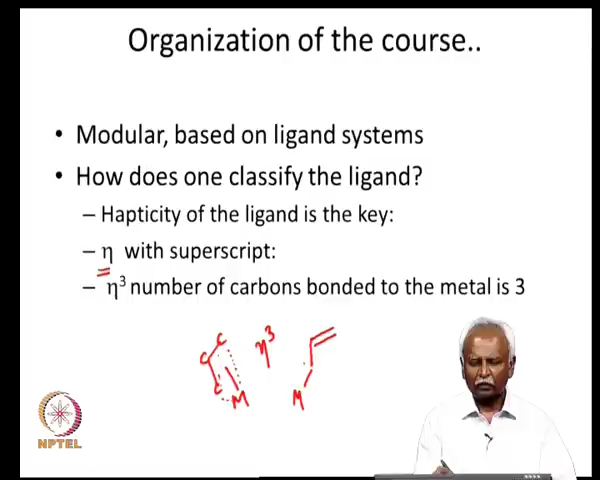 Organization of the course..
• Modular, based on ligand systems
• How does one classify the ligand?
– Hapticity of the ligand is the key:
– η with superscript:
– η³ number of carbons bonded to the metal is 3
C
C
η³
C
M
M
NPTEL